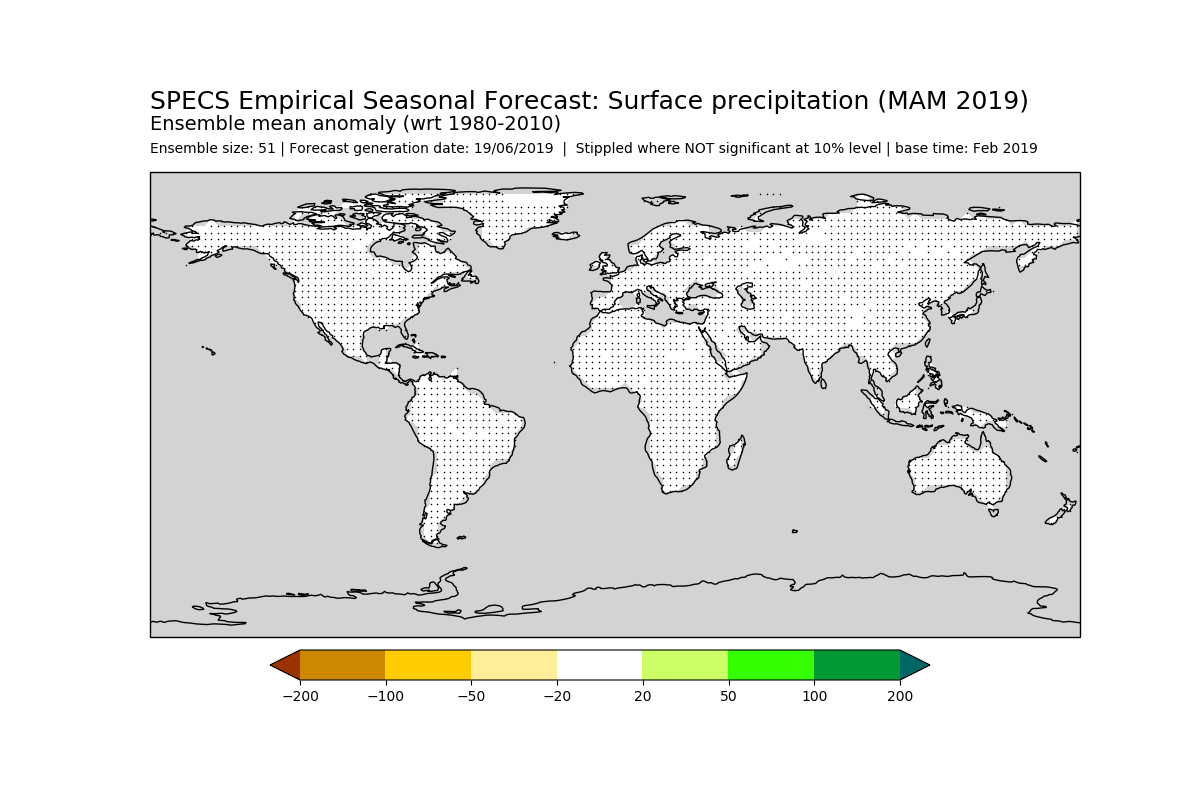 SPECS Empirical Seasonal Forecast: Surface precipitation (MAM 2019)
Ensemble mean anomaly (wrt 1980-2010)
Ensemble size: 51 | Forecast generation date: 19/06/2019 | Stippled where NOT significant at 10% level | base time: Feb 2019
−200 −100 −50 −20 20 50 100 200